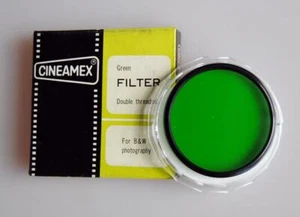 CINEAMEX
Green
FILTER
Double threaded
For B&W
photography